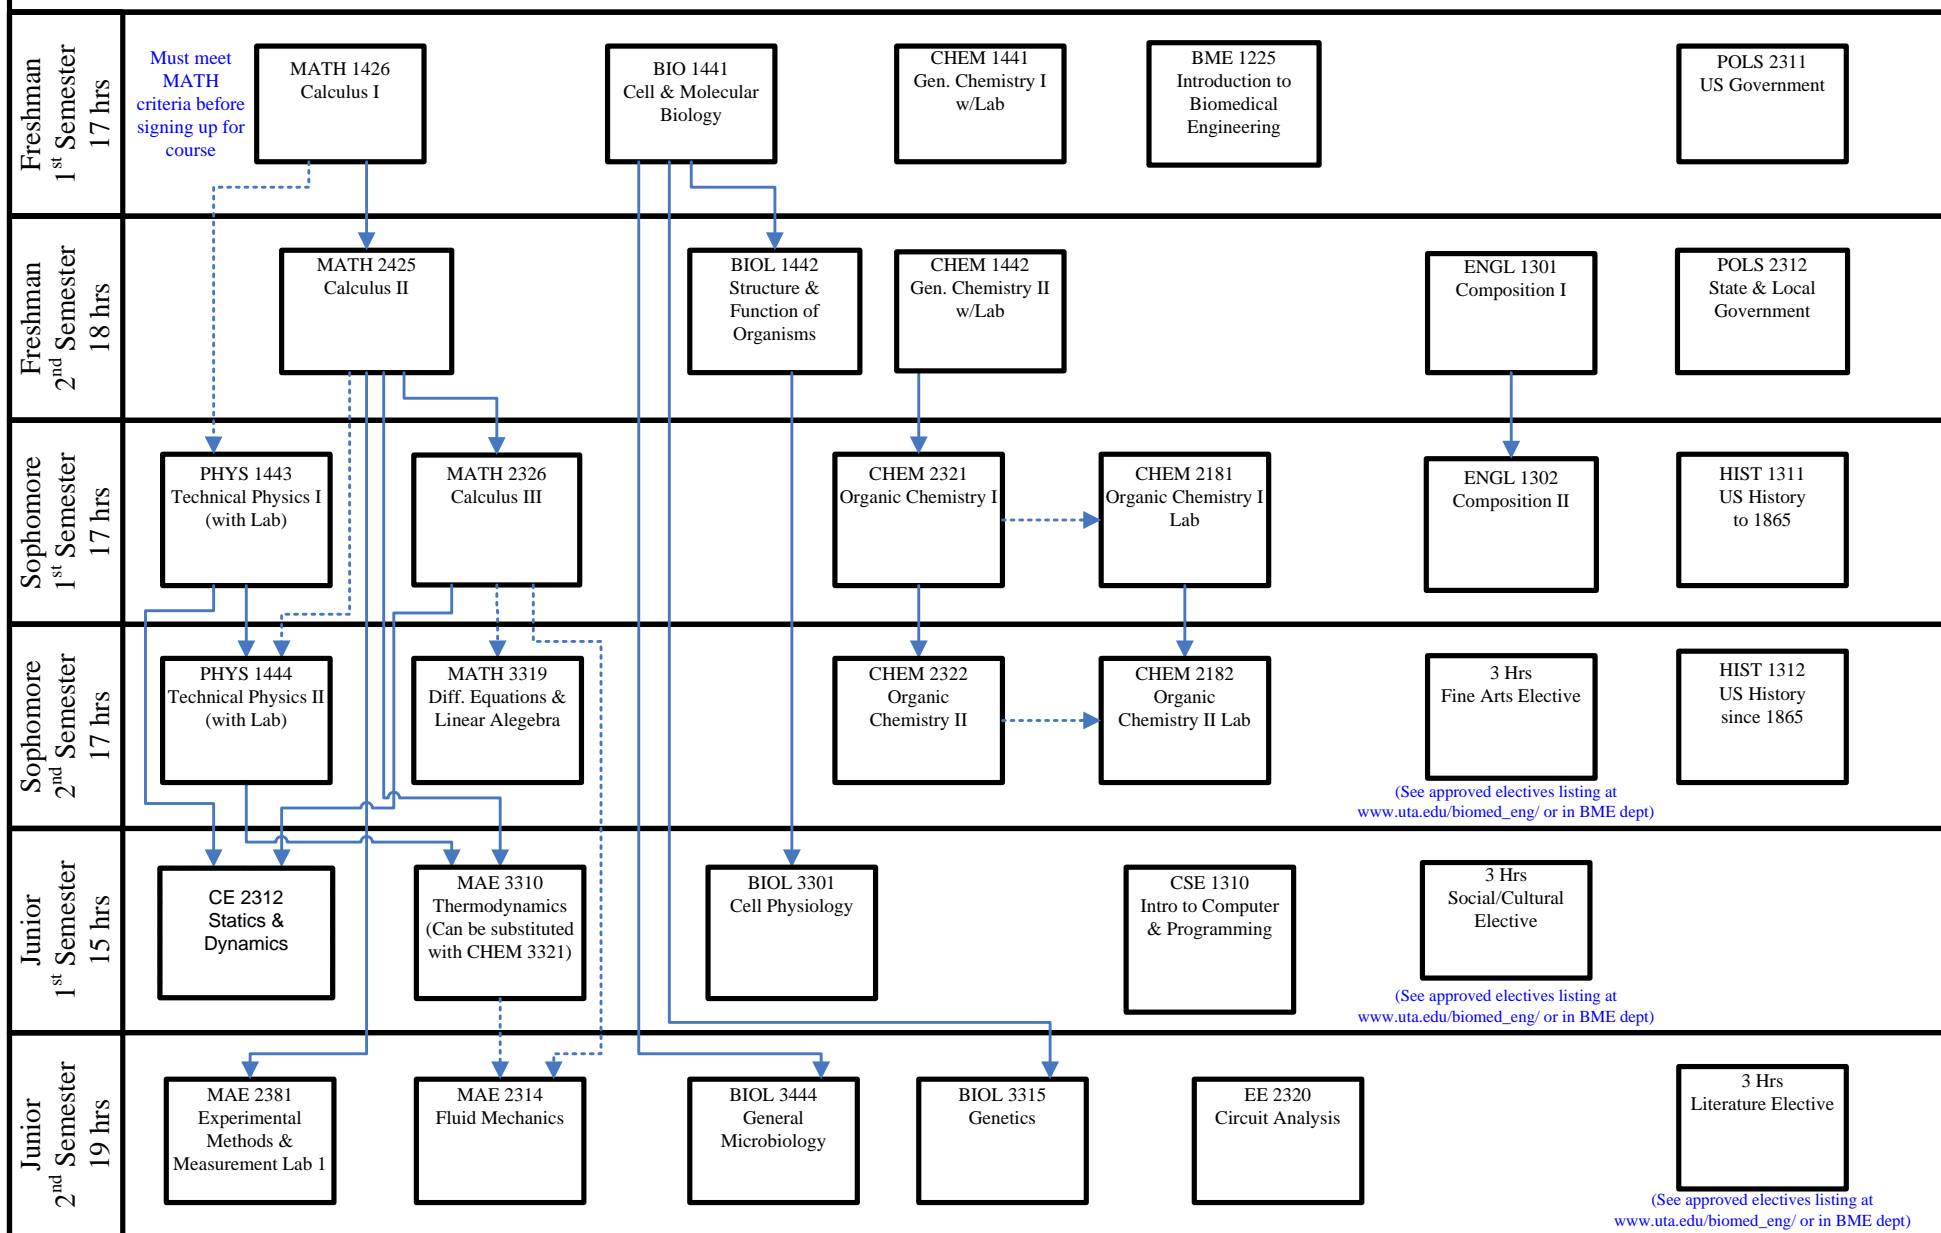 Freshman
1st Semester
17 hrs
Must meet
MATH
criteria before
signing up for
course
MATH 1426
Calculus I
BIO 1441
Cell & Molecular
Biology
CHEM 1441
Gen. Chemistry I
w/Lab
BME 1225
Introduction to
Biomedical
Engineering
POLS 2311
US Government
Freshman
2nd Semester
18 hrs
MATH 2425
Calculus II
BIOL 1442
Structure &
Function of
Organisms
CHEM 1442
Gen. Chemistry II
w/Lab
ENGL 1301
Composition I
POLS 2312
State & Local
Government
Sophomore
1st Semester
17 hrs
PHYS 1443
Technical Physics I
(with Lab)
MATH 2326
Calculus III
CHEM 2321
Organic Chemistry I
CHEM 2181
Organic Chemistry I
Lab
ENGL 1302
Composition II
HIST 1311
US History
to 1865
Sophomore
2nd Semester
17 hrs
PHYS 1444
Technical Physics II
(with Lab)
MATH 3319
Diff. Equations &
Linear Alegebra
CHEM 2322
Organic
Chemistry II
CHEM 2182
Organic
Chemistry II Lab
3 Hrs
Fine Arts Elective
(See approved electives listing at
www.uta.edu/biomed_eng/ or in BME dept)
HIST 1312
US History
since 1865
Junior
1st Semester
15 hrs
CE 2312
Statics &
Dynamics
MAE 3310
Thermodynamics
(Can be substituted
with CHEM 3321)
BIOL 3301
Cell Physiology
CSE 1310
Intro to Computer
& Programming
3 Hrs
Social/Cultural
Elective
(See approved electives listing at
www.uta.edu/biomed_eng/ or in BME dept)
Junior
2nd Semester
19 hrs
MAE 2381
Experimental
Methods &
Measurement Lab 1
MAE 2314
Fluid Mechanics
BIOL 3444
General
Microbiology
BIOL 3315
Genetics
EE 2320
Circuit Analysis
3 Hrs
Literature Elective
(See approved electives listing at
www.uta.edu/biomed_eng/ or in BME dept)